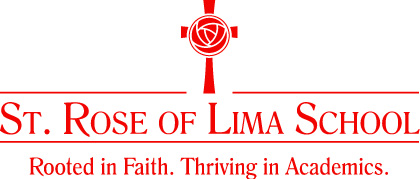 ST. ROSE OF LIMA SCHOOL
Rooted in Faith. Thriving in Academics.